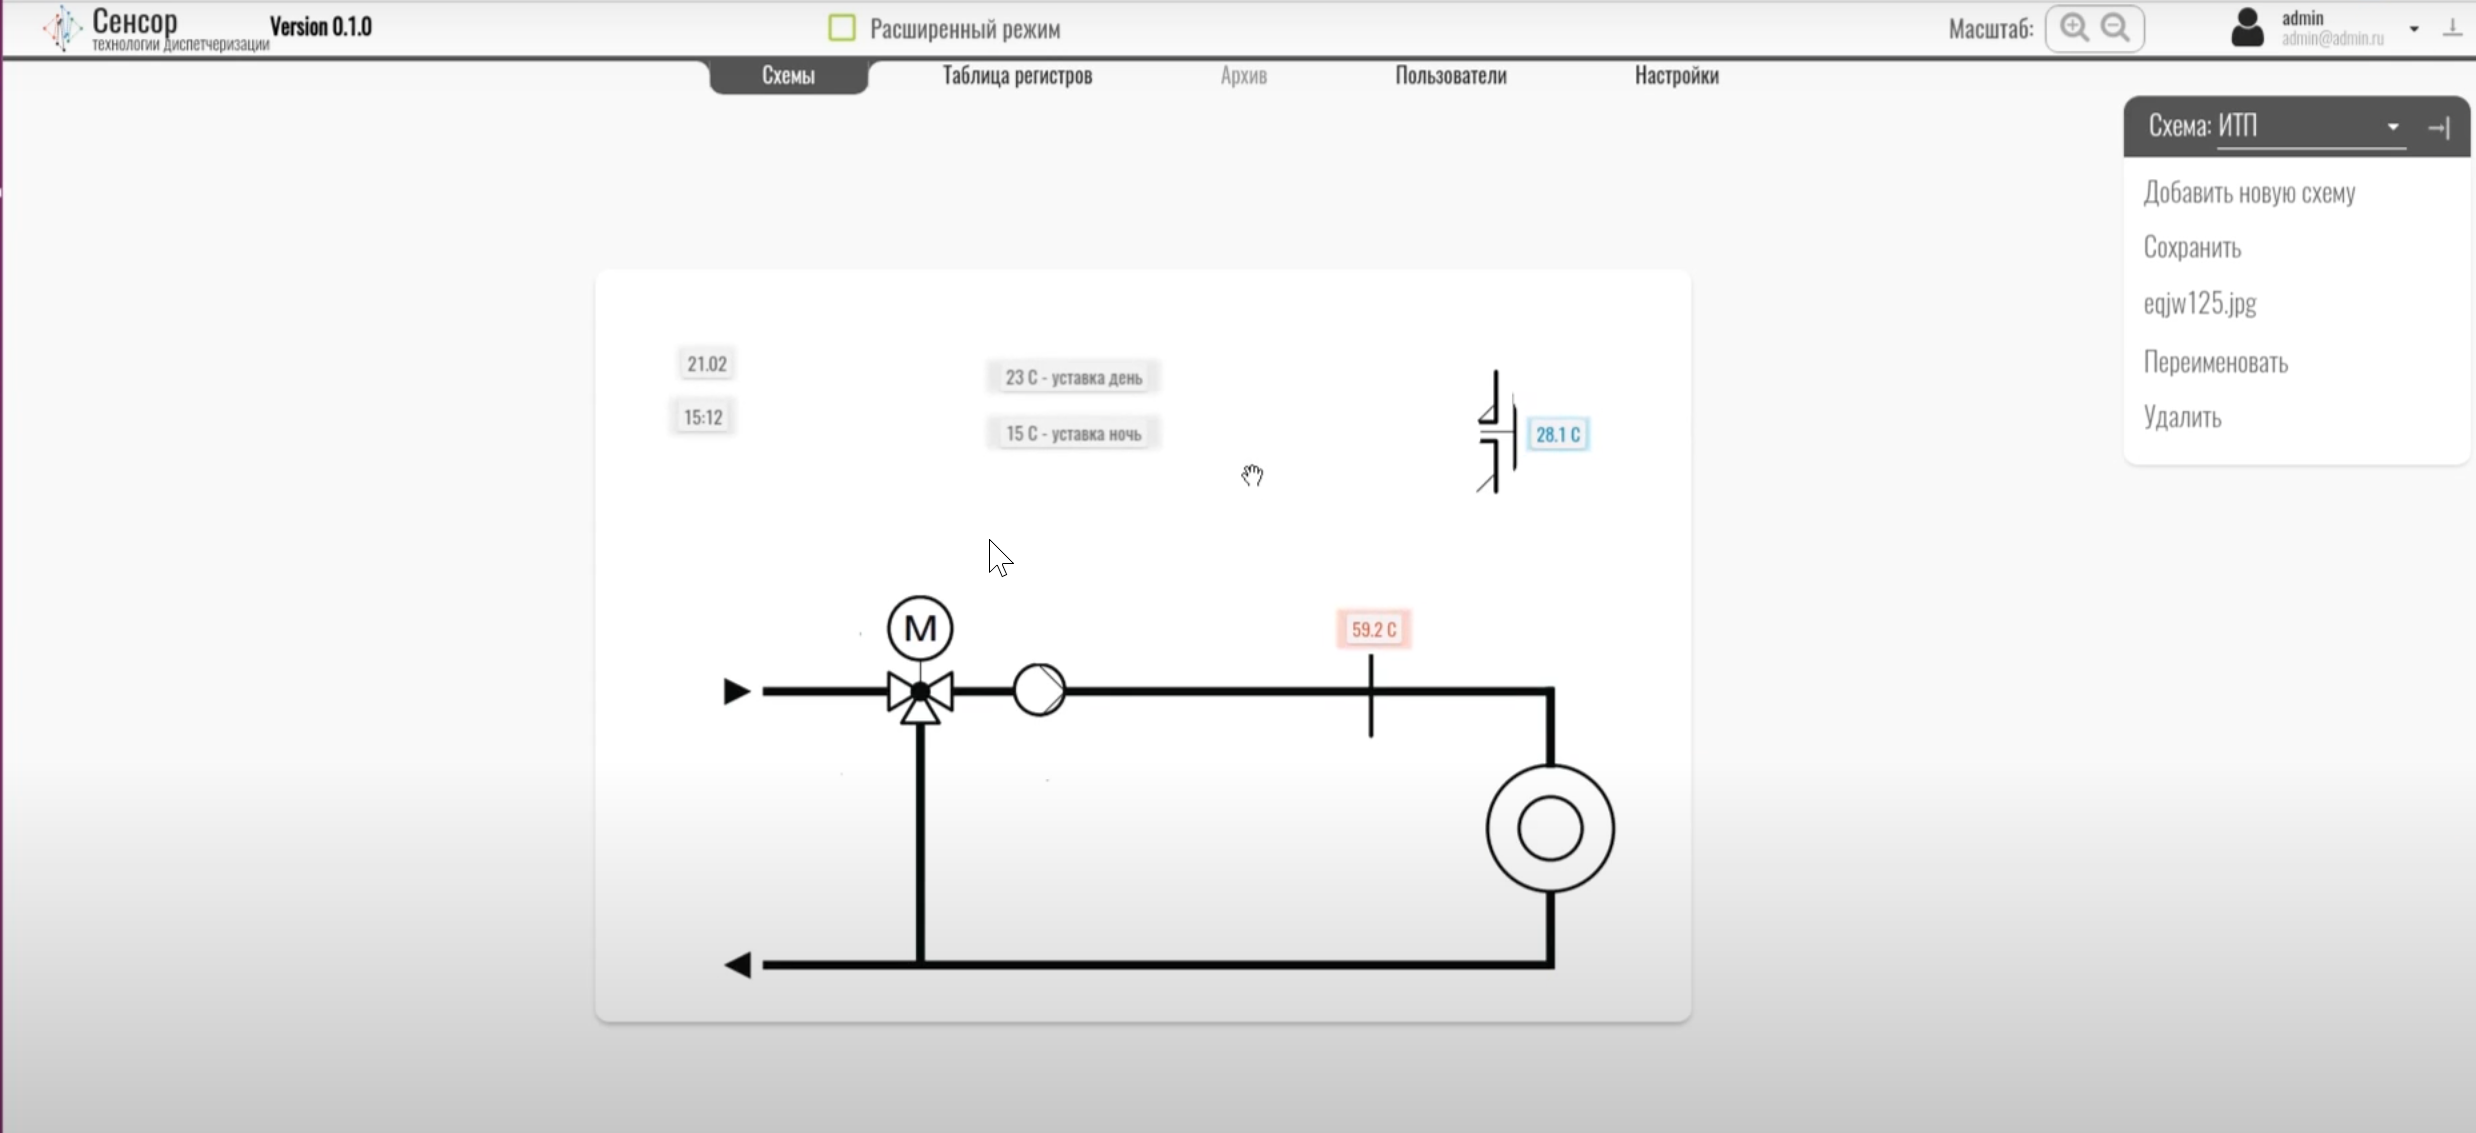 Сенсор
технологии диспетчеризации
Version 0.1.0
Расширенный режим
Масштаб:
admin
admin@admin.ru
Схемы
Таблица регистров
Архив
Пользователи
Настройки
Схема: ИТП
Добавить новую схему
Сохранить
eqjw125.jpg
Переименовать
Удалить
21.02
15:12
23 С - уставка день
15 С - уставка ночь
28.1 С
M
59.2 С